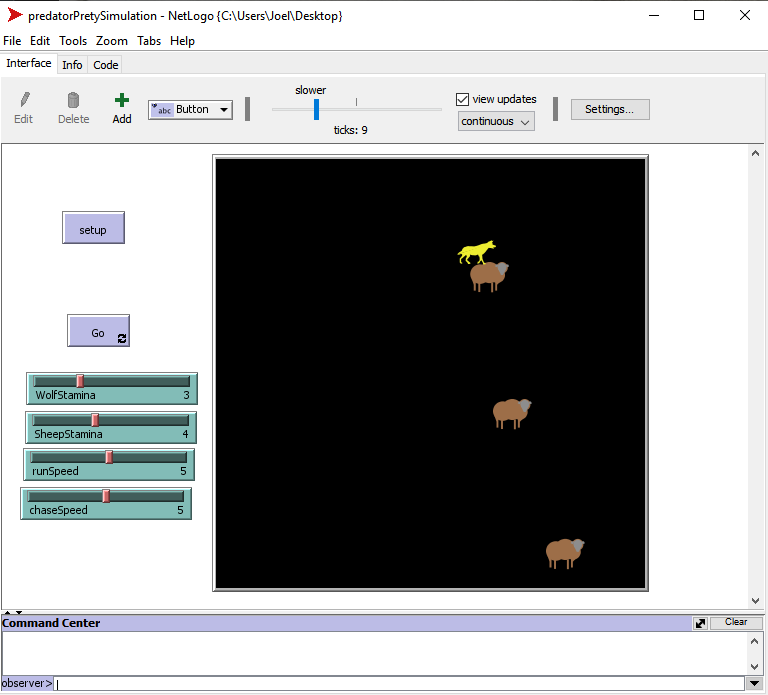 predatorPretySimulation - NetLogo {C:\Users\Joel\Desktop}
File Edit Tools Zoom Tabs Help
Interface Info Code
Edit Delete Add abc Button slower ticks: 9 view updates continuous Settings...
setup
Go
WolfStamina 3
SheepStamina 4
runSpeed 5
chaseSpeed 5
Command Center Clear
observer>